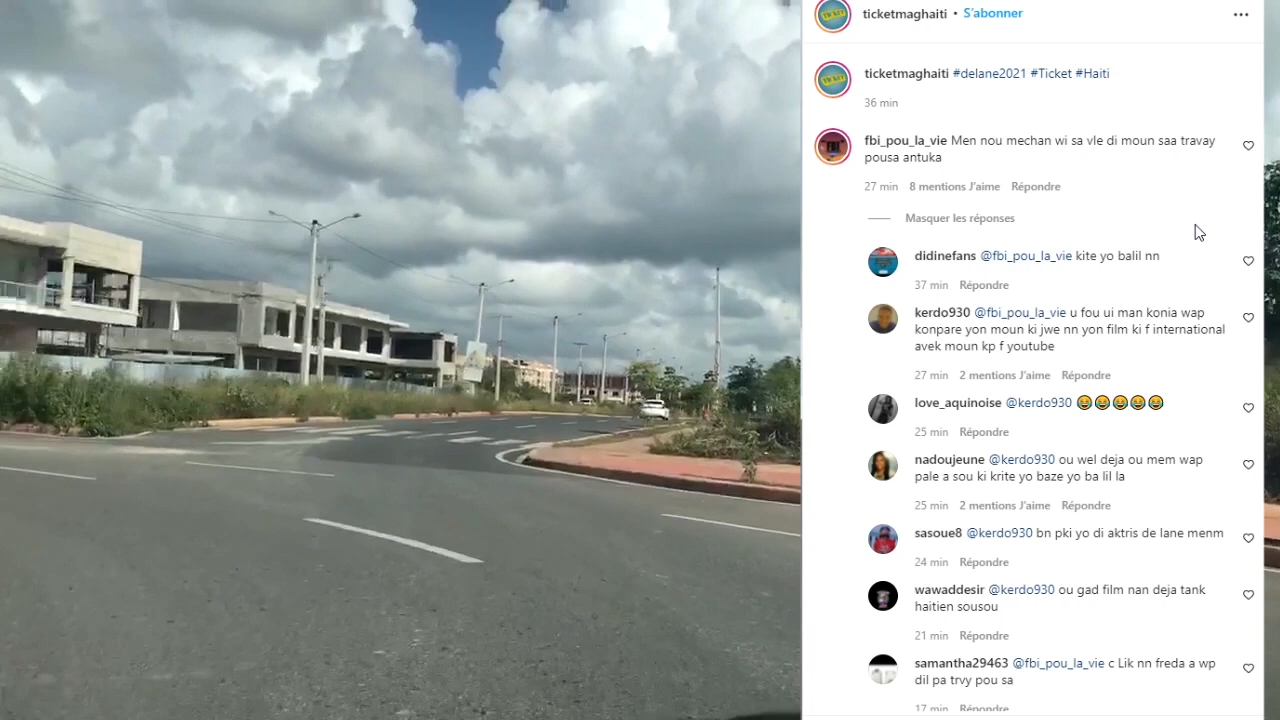 ticketmaghaiti • S'abonner
ticketmaghaiti #delane2021 #Ticket #Haiti
36 min
fbi_pou_la_vie Men nou mechan wi sa vle di moun saa travay
pousa antuka
27 min 8 mentions J'aime Répondre
Masquer les réponses
didinefans @fbi_pou_la_vie kite yo balil nn
37 min Répondre
kerdo930 @fbi_pou_la_vie u fou ui man konia wap
konpare yon moun ki jwe nn yon film ki f international
avek moun kp f youtube
27 min 2 mentions J'aime Répondre
love_aquinoise @kerdo930 😂😂😂😂😂
25 min Répondre
nadoujeune @kerdo930 ou wel deja ou mem wap
pale a sou ki krite yo baze yo ba lil la
25 min 2 mentions J'aime Répondre
sasoue8 @kerdo930 bn pki yo di aktris de lane menm
24 min Répondre
wawaddesir @kerdo930 ou gad film nan deja tank
haitien sousou
21 min Répondre
samantha29463 @fbi_pou_la_vie c Lik nn freda a wp
dil pa trvy pou sa
17 min Répondre